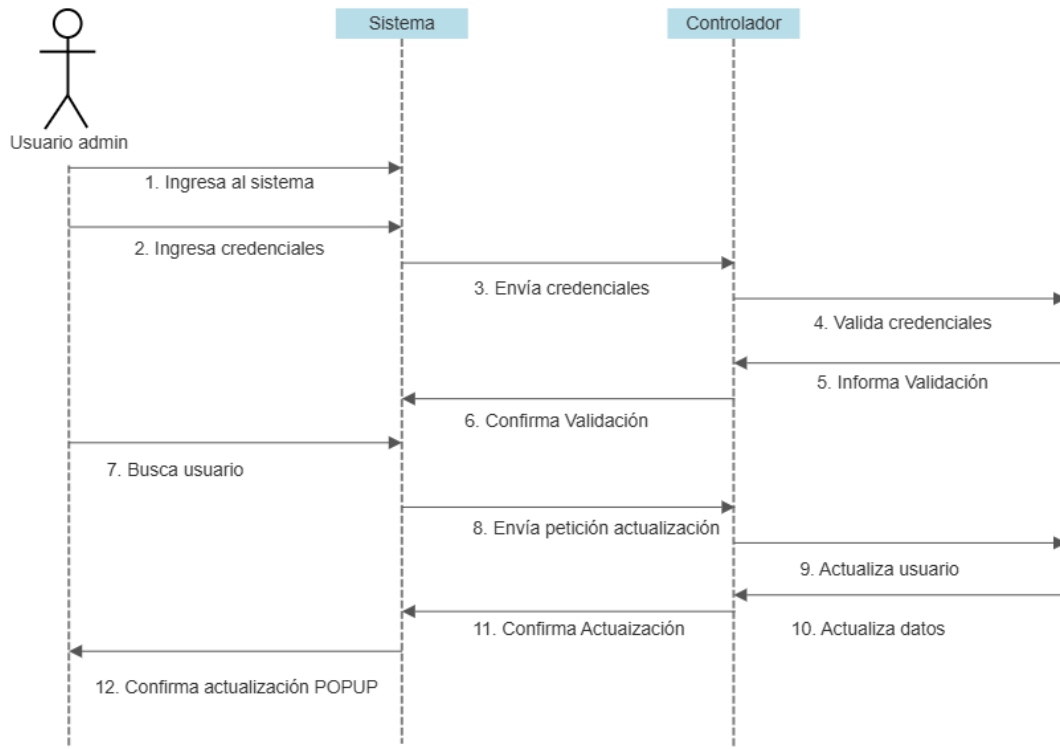 Sistema
Controlador
Usuario admin
1. Ingresa al sistema
2. Ingresa credenciales
3. Envía credenciales
4. Valida credenciales
5. Informa Validación
6. Confirma Validación
7. Busca usuario
8. Envía petición actualización
9. Actualiza usuario
10. Actualiza datos
11. Confirma Actuaización
12. Confirma actualización POPUP